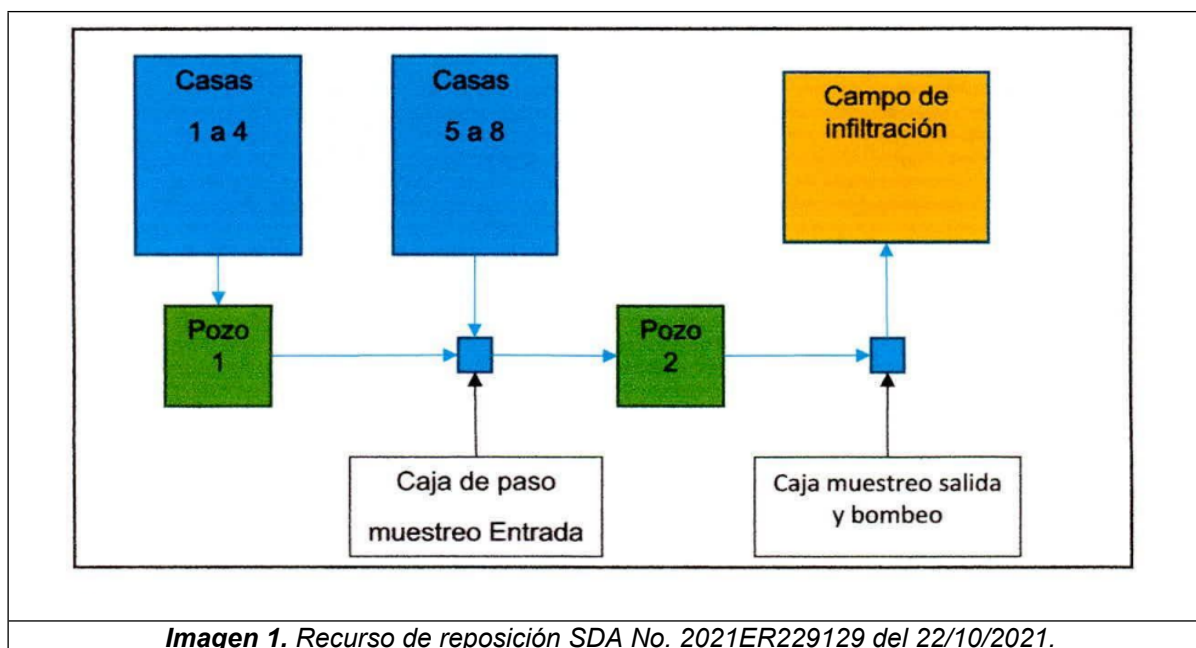 Casas
1 a 4
Casas
5 a 8
Campo de
infiltración
Pozo
1
Pozo
2
Caja de paso
muestreo Entrada
Caja muestreo salida
y bombeo
Imagen 1. Recurso de reposición SDA No. 2021ER229129 del 22/10/2021.